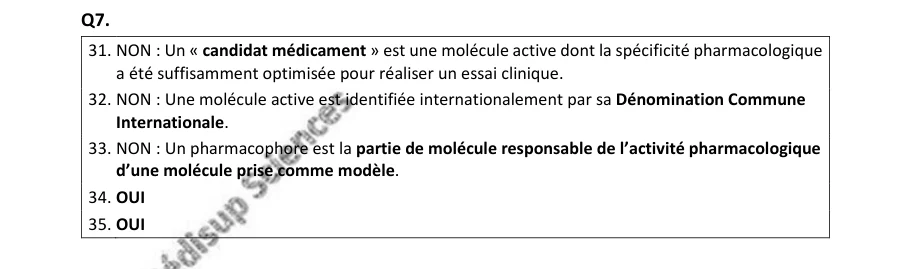 Q7.
31. NON : Un « candidat médicament » est une molécule active dont la spécificité pharmacologique
a été suffisamment optimisée pour réaliser un essai clinique.
32. NON : Une molécule active est identifiée internationalement par sa Dénomination Commune
Internationale.
33. NON : Un pharmacophore est la partie de molécule responsable de l’activité pharmacologique
d’une molécule prise comme modèle.
34. OUI
35. OUI
édisup Sciences